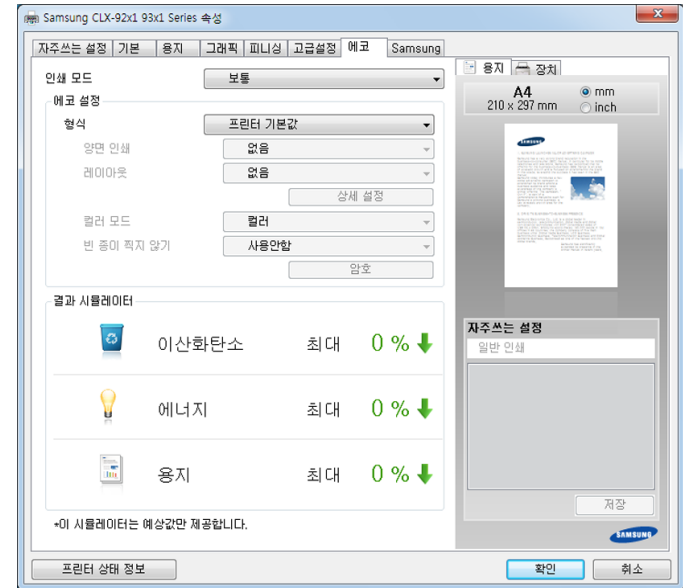 Samsung CLX-92x1 93x1 Series 속성
자주쓰는 설정 기본 용지 그래픽 피니싱 고급설정 에코 Samsung
인쇄 모드 보통
에코 설정
형식 프린터 기본값
양면 인쇄 없음
레이아웃 없음
상세 설정
컬러 모드 컬러
빈 종이 찍지 않기 사용안함
암호
결과 시뮬레이터
이산화탄소 최대 0 %
에너지 최대 0 %
용지 최대 0 %
*이 시뮬레이터는 예상값만 제공합니다.
프린터 상태 정보
용지 장치
A4
210 x 297 mm
mm
inch
SAMSUNG
자주쓰는 설정
일반 인쇄
저장
SAMSUNG
확인 취소